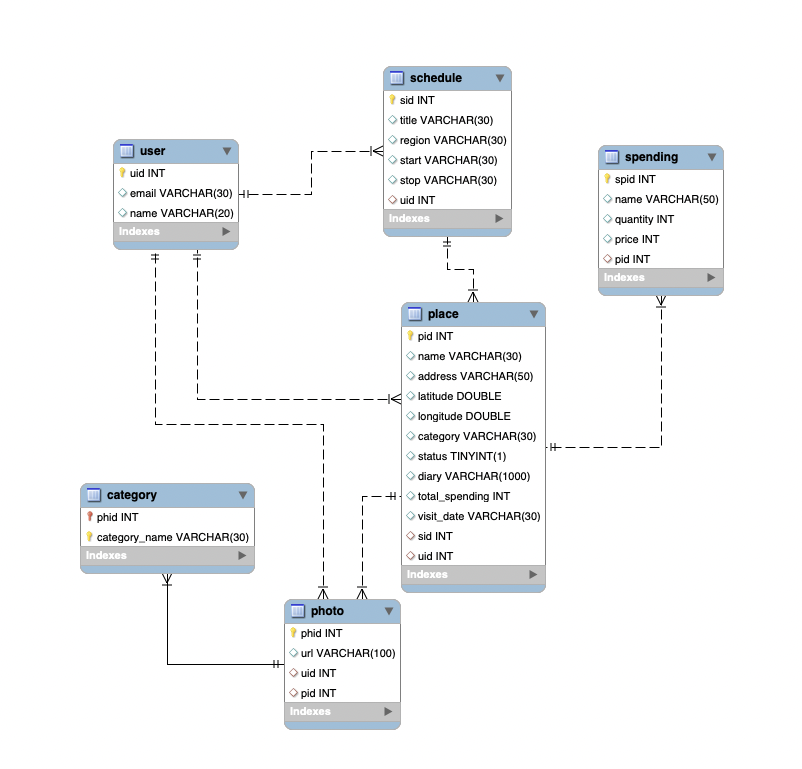 schedule
sid INT
title VARCHAR(30)
region VARCHAR(30)
start VARCHAR(30)
stop VARCHAR(30)
uid INT
Indexes
user
uid INT
email VARCHAR(30)
name VARCHAR(20)
Indexes
spending
spid INT
name VARCHAR(50)
quantity INT
price INT
pid INT
Indexes
place
pid INT
name VARCHAR(30)
address VARCHAR(50)
latitude DOUBLE
longitude DOUBLE
category VARCHAR(30)
status TINYINT(1)
diary VARCHAR(1000)
total_spending INT
visit_date VARCHAR(30)
sid INT
uid INT
Indexes
category
phid INT
category_name VARCHAR(30)
Indexes
photo
phid INT
url VARCHAR(100)
uid INT
pid INT
Indexes